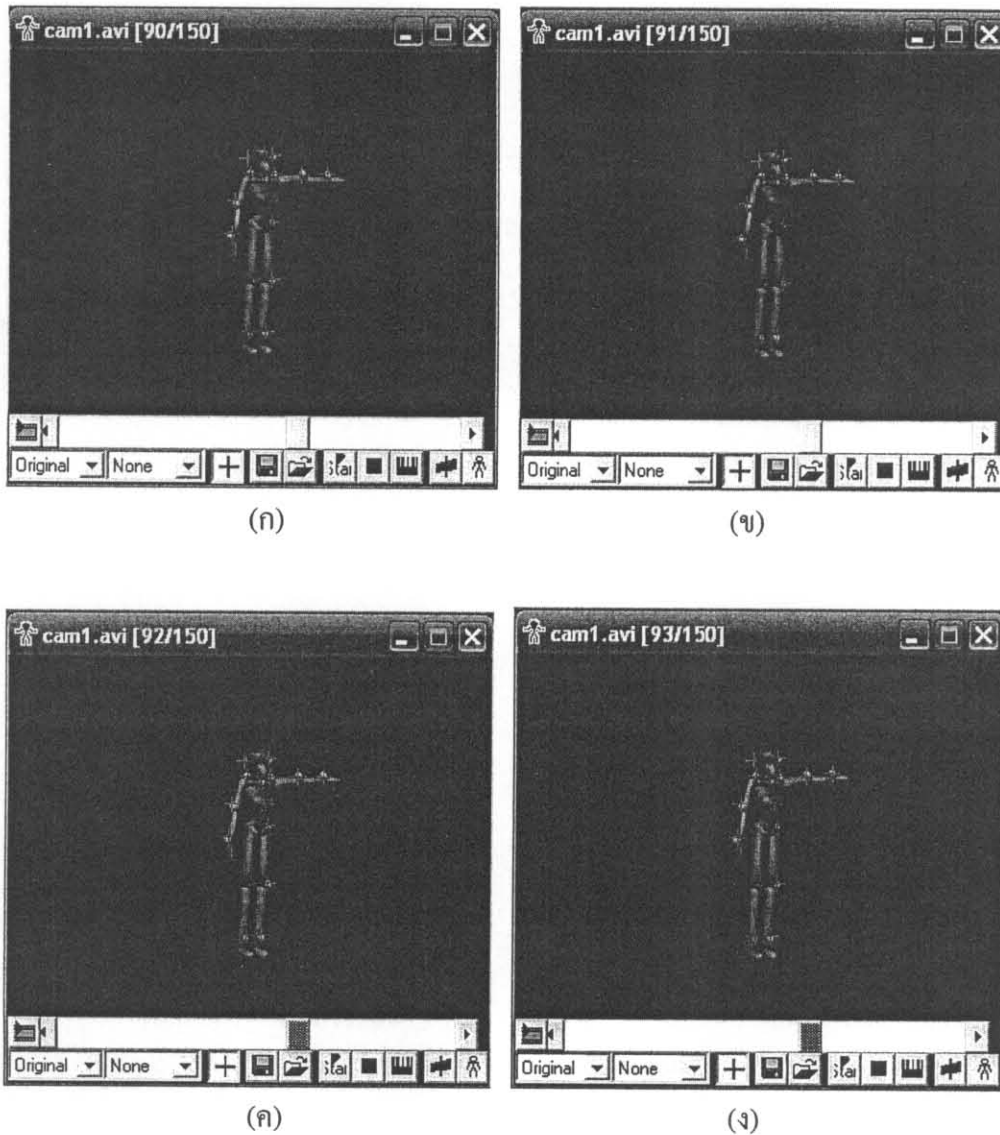 cam1.avi [90/150]
cam1.avi [91/150]
Original None
Original None
(ก)
(ข)
cam1.avi [92/150]
cam1.avi [93/150]
Original None
Original None
(ค)
(ง)